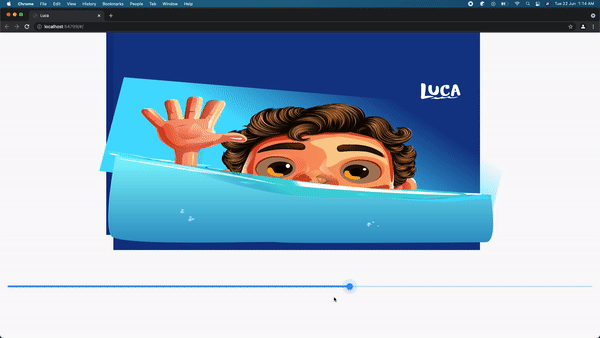 Chrome File Edit View History Bookmarks People Tab Window Help
Tue 22 Jun 1:14 AM
Luca
localhost:54789/#/
LUCA